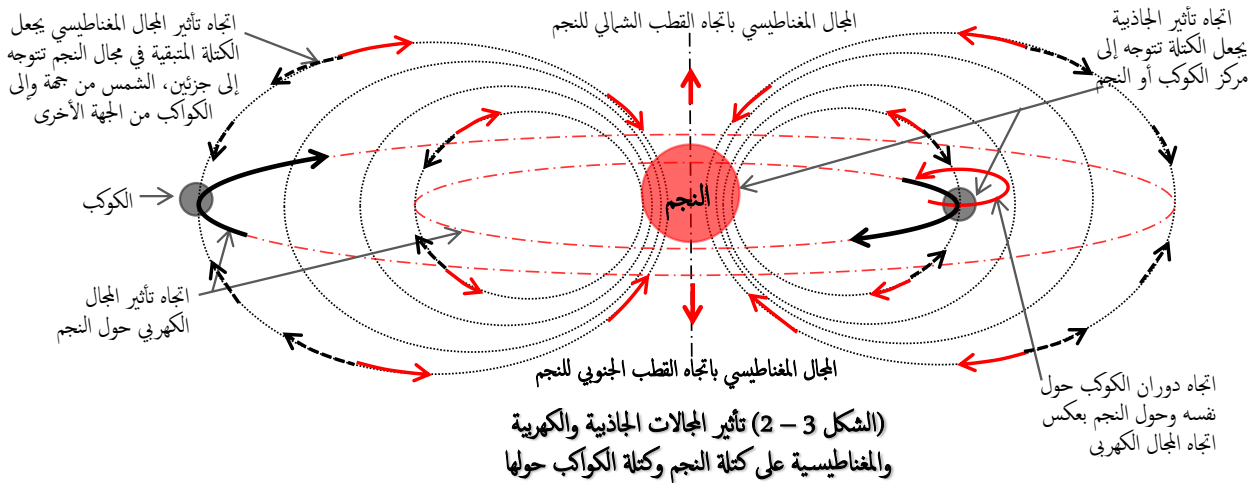 المجال المغناطيسي باتجاه القطب الشمالي للنجم
اتجاه تأثير الجاذبية
يجعل الكتلة تتوجه إلى
مركز الكوكب أو النجم
اتجاه تأثير المجال المغناطيسي يجعل
الكتلة المتبقية في مجال النجم تتوجه
إلى جزئين، الشمس من جهة وإلى
الكواكب من الجهة الأخرى
النجم
الكوكب
اتجاه تأثير المجال
الكهربي حول النجم
المجال المغناطيسي باتجاه القطب الجنوبي للنجم
اتجاه دوران الكوكب حول
نفسه وحول النجم بعكس
اتجاه المجال الكهربي
(الشكل 3 – 2) تأثير المجالات الجاذبية والكهربية
والمغناطيسية على كتلة النجم وكتلة الكواكب حولها